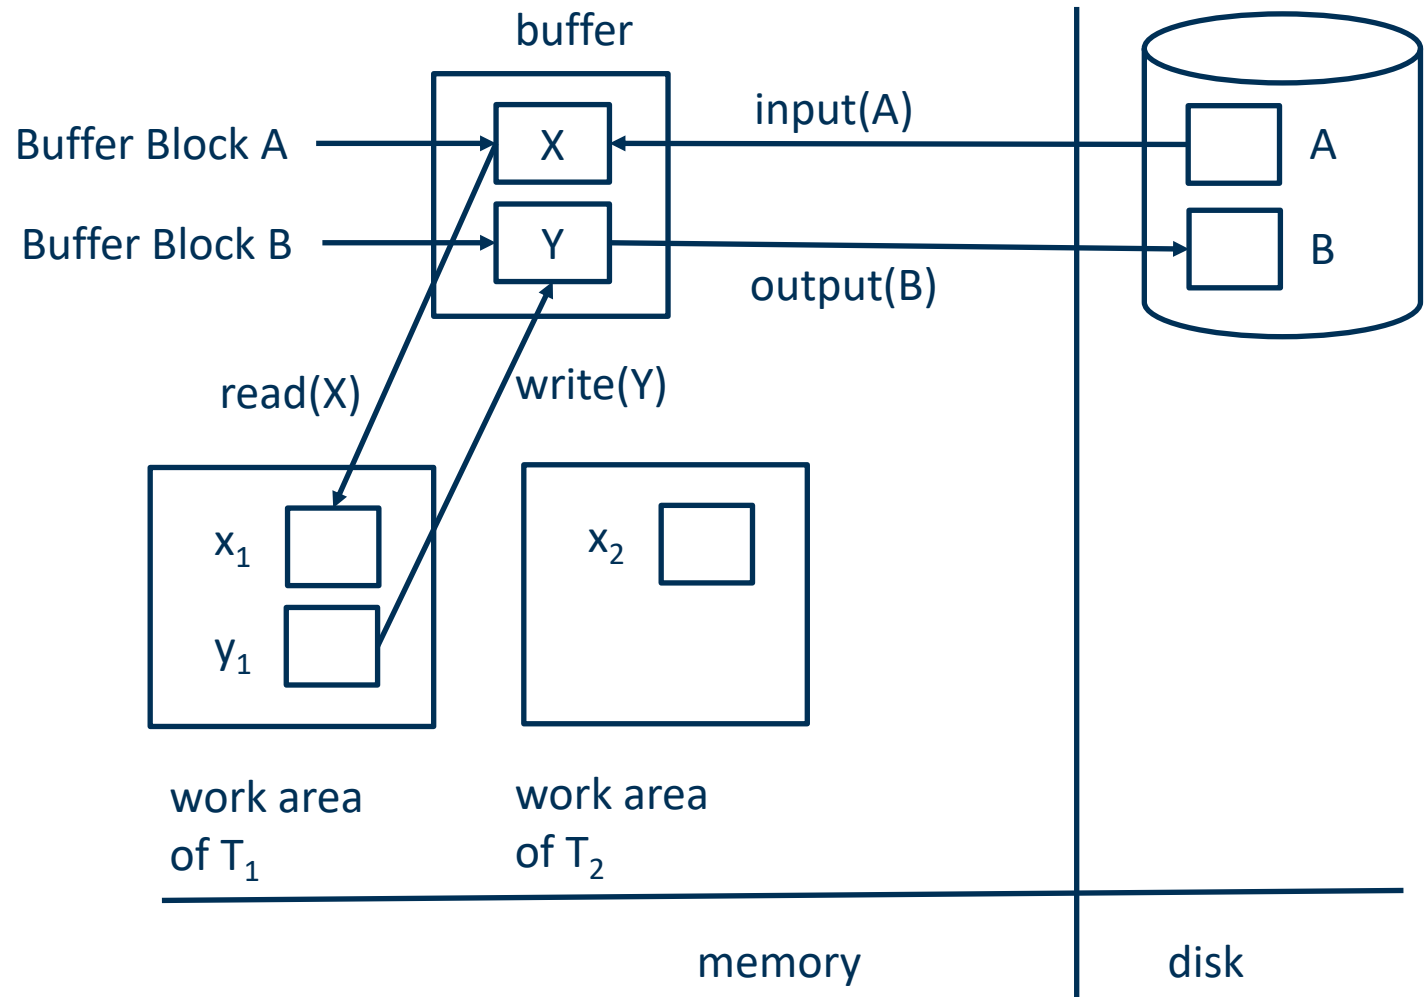 buffer
Buffer Block A
X
input(A)
A
Buffer Block B
Y
output(B)
B
read(X)
write(Y)
x₁
x₂
y₁
work area
of T₁
work area
of T₂
memory
disk